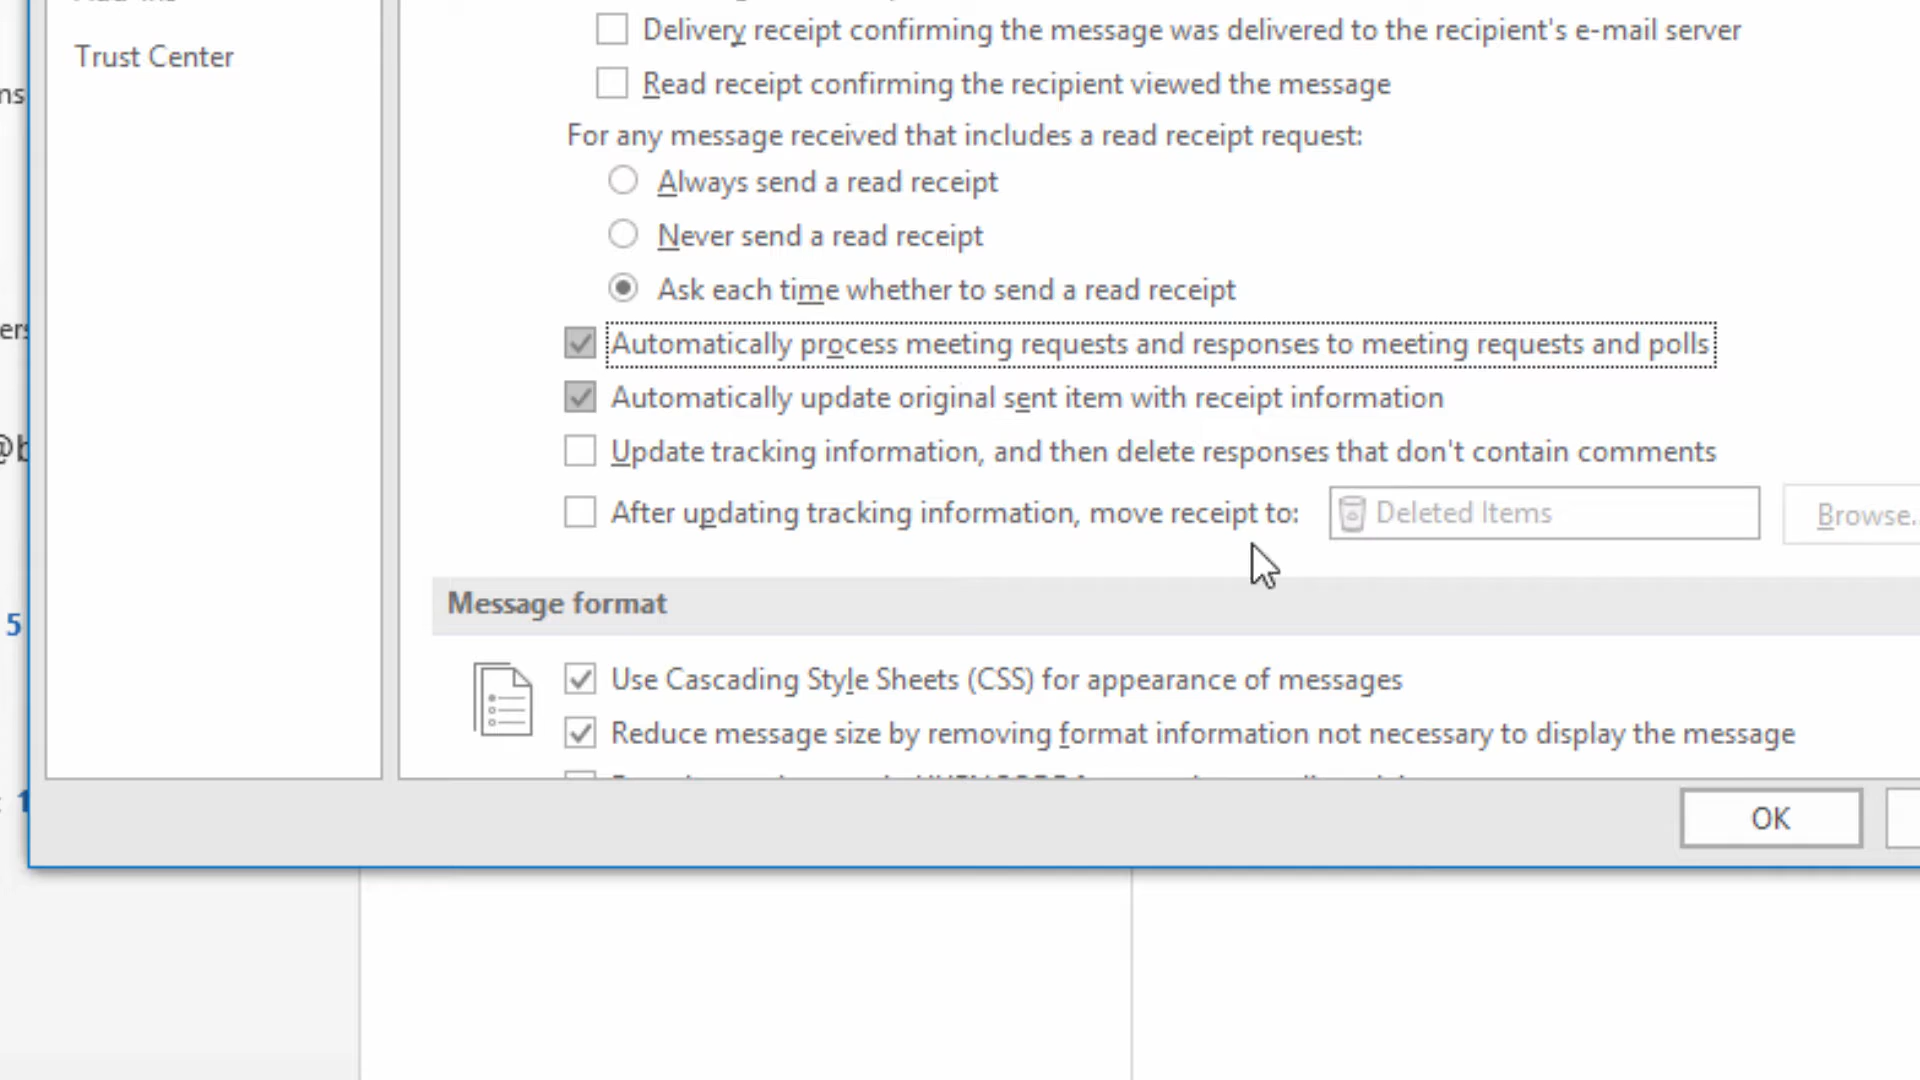 Trust Center
Delivery receipt confirming the message was delivered to the recipient's e-mail server
Read receipt confirming the recipient viewed the message
For any message received that includes a read receipt request:
Always send a read receipt
Never send a read receipt
Ask each time whether to send a read receipt
Automatically process meeting requests and responses to meeting requests and polls
Automatically update original sent item with receipt information
Update tracking information, and then delete responses that don't contain comments
After updating tracking information, move receipt to: Deleted Items Browse..
Message format
5
Use Cascading Style Sheets (CSS) for appearance of messages
Reduce message size by removing format information not necessary to display the message
OK